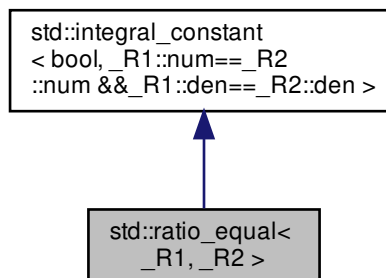 std::integral_constant
< bool, _R1::num==_R2
::num &&_R1::den==_R2::den >
std::ratio_equal<
_R1, _R2 >